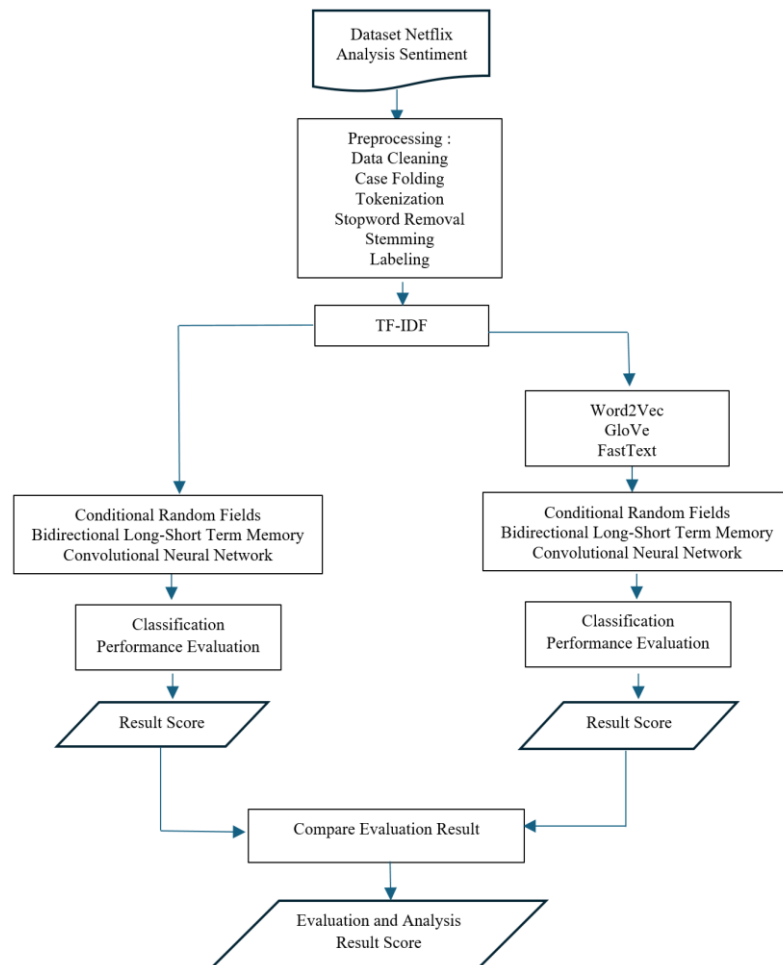 Dataset Netflix
Analysis Sentiment
Preprocessing :
Data Cleaning
Case Folding
Tokenization
Stopword Removal
Stemming
Labeling
TF-IDF
Word2Vec
GloVe
FastText
Conditional Random Fields
Bidirectional Long-Short Term Memory
Convolutional Neural Network
Conditional Random Fields
Bidirectional Long-Short Term Memory
Convolutional Neural Network
Classification
Performance Evaluation
Classification
Performance Evaluation
Result Score
Result Score
Compare Evaluation Result
Evaluation and Analysis
Result Score